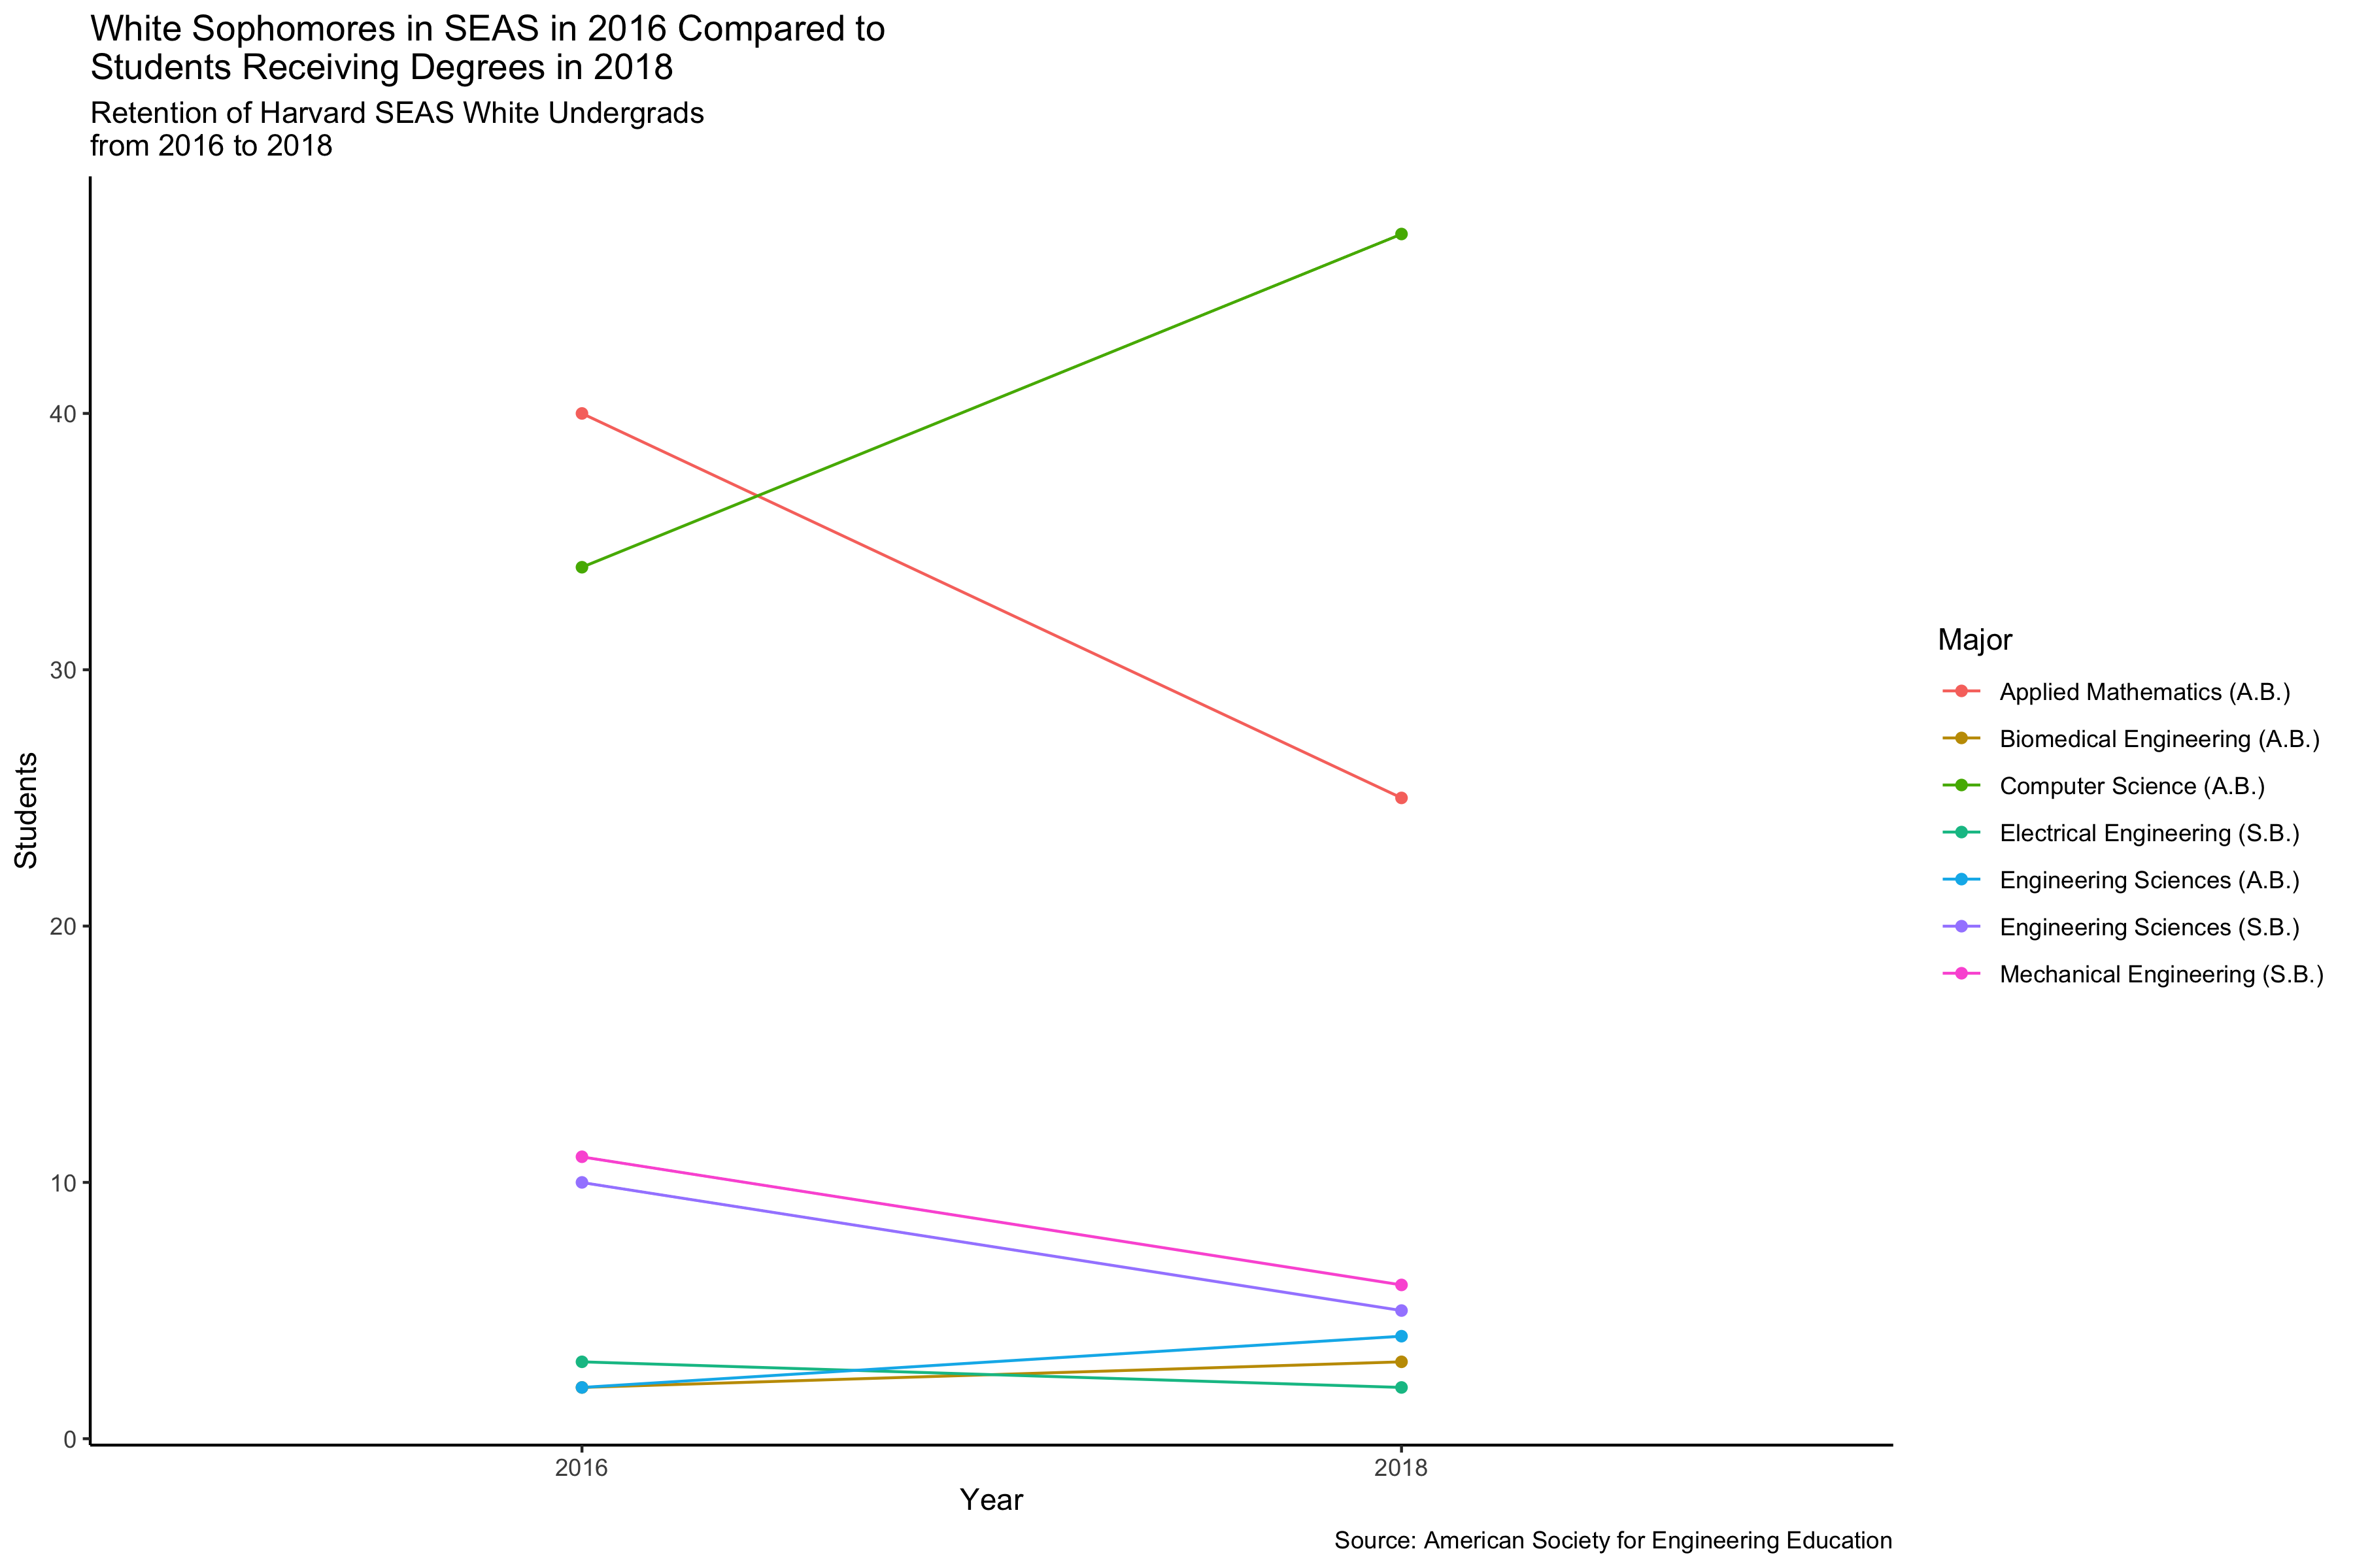 White Sophomores in SEAS in 2016 Compared to
Students Receiving Degrees in 2018
Retention of Harvard SEAS White Undergrads
from 2016 to 2018
Students
40
30
20
10
0
2016
2018
Year
Major
Applied Mathematics (A.B.)
Biomedical Engineering (A.B.)
Computer Science (A.B.)
Electrical Engineering (S.B.)
Engineering Sciences (A.B.)
Engineering Sciences (S.B.)
Mechanical Engineering (S.B.)
Source: American Society for Engineering Education